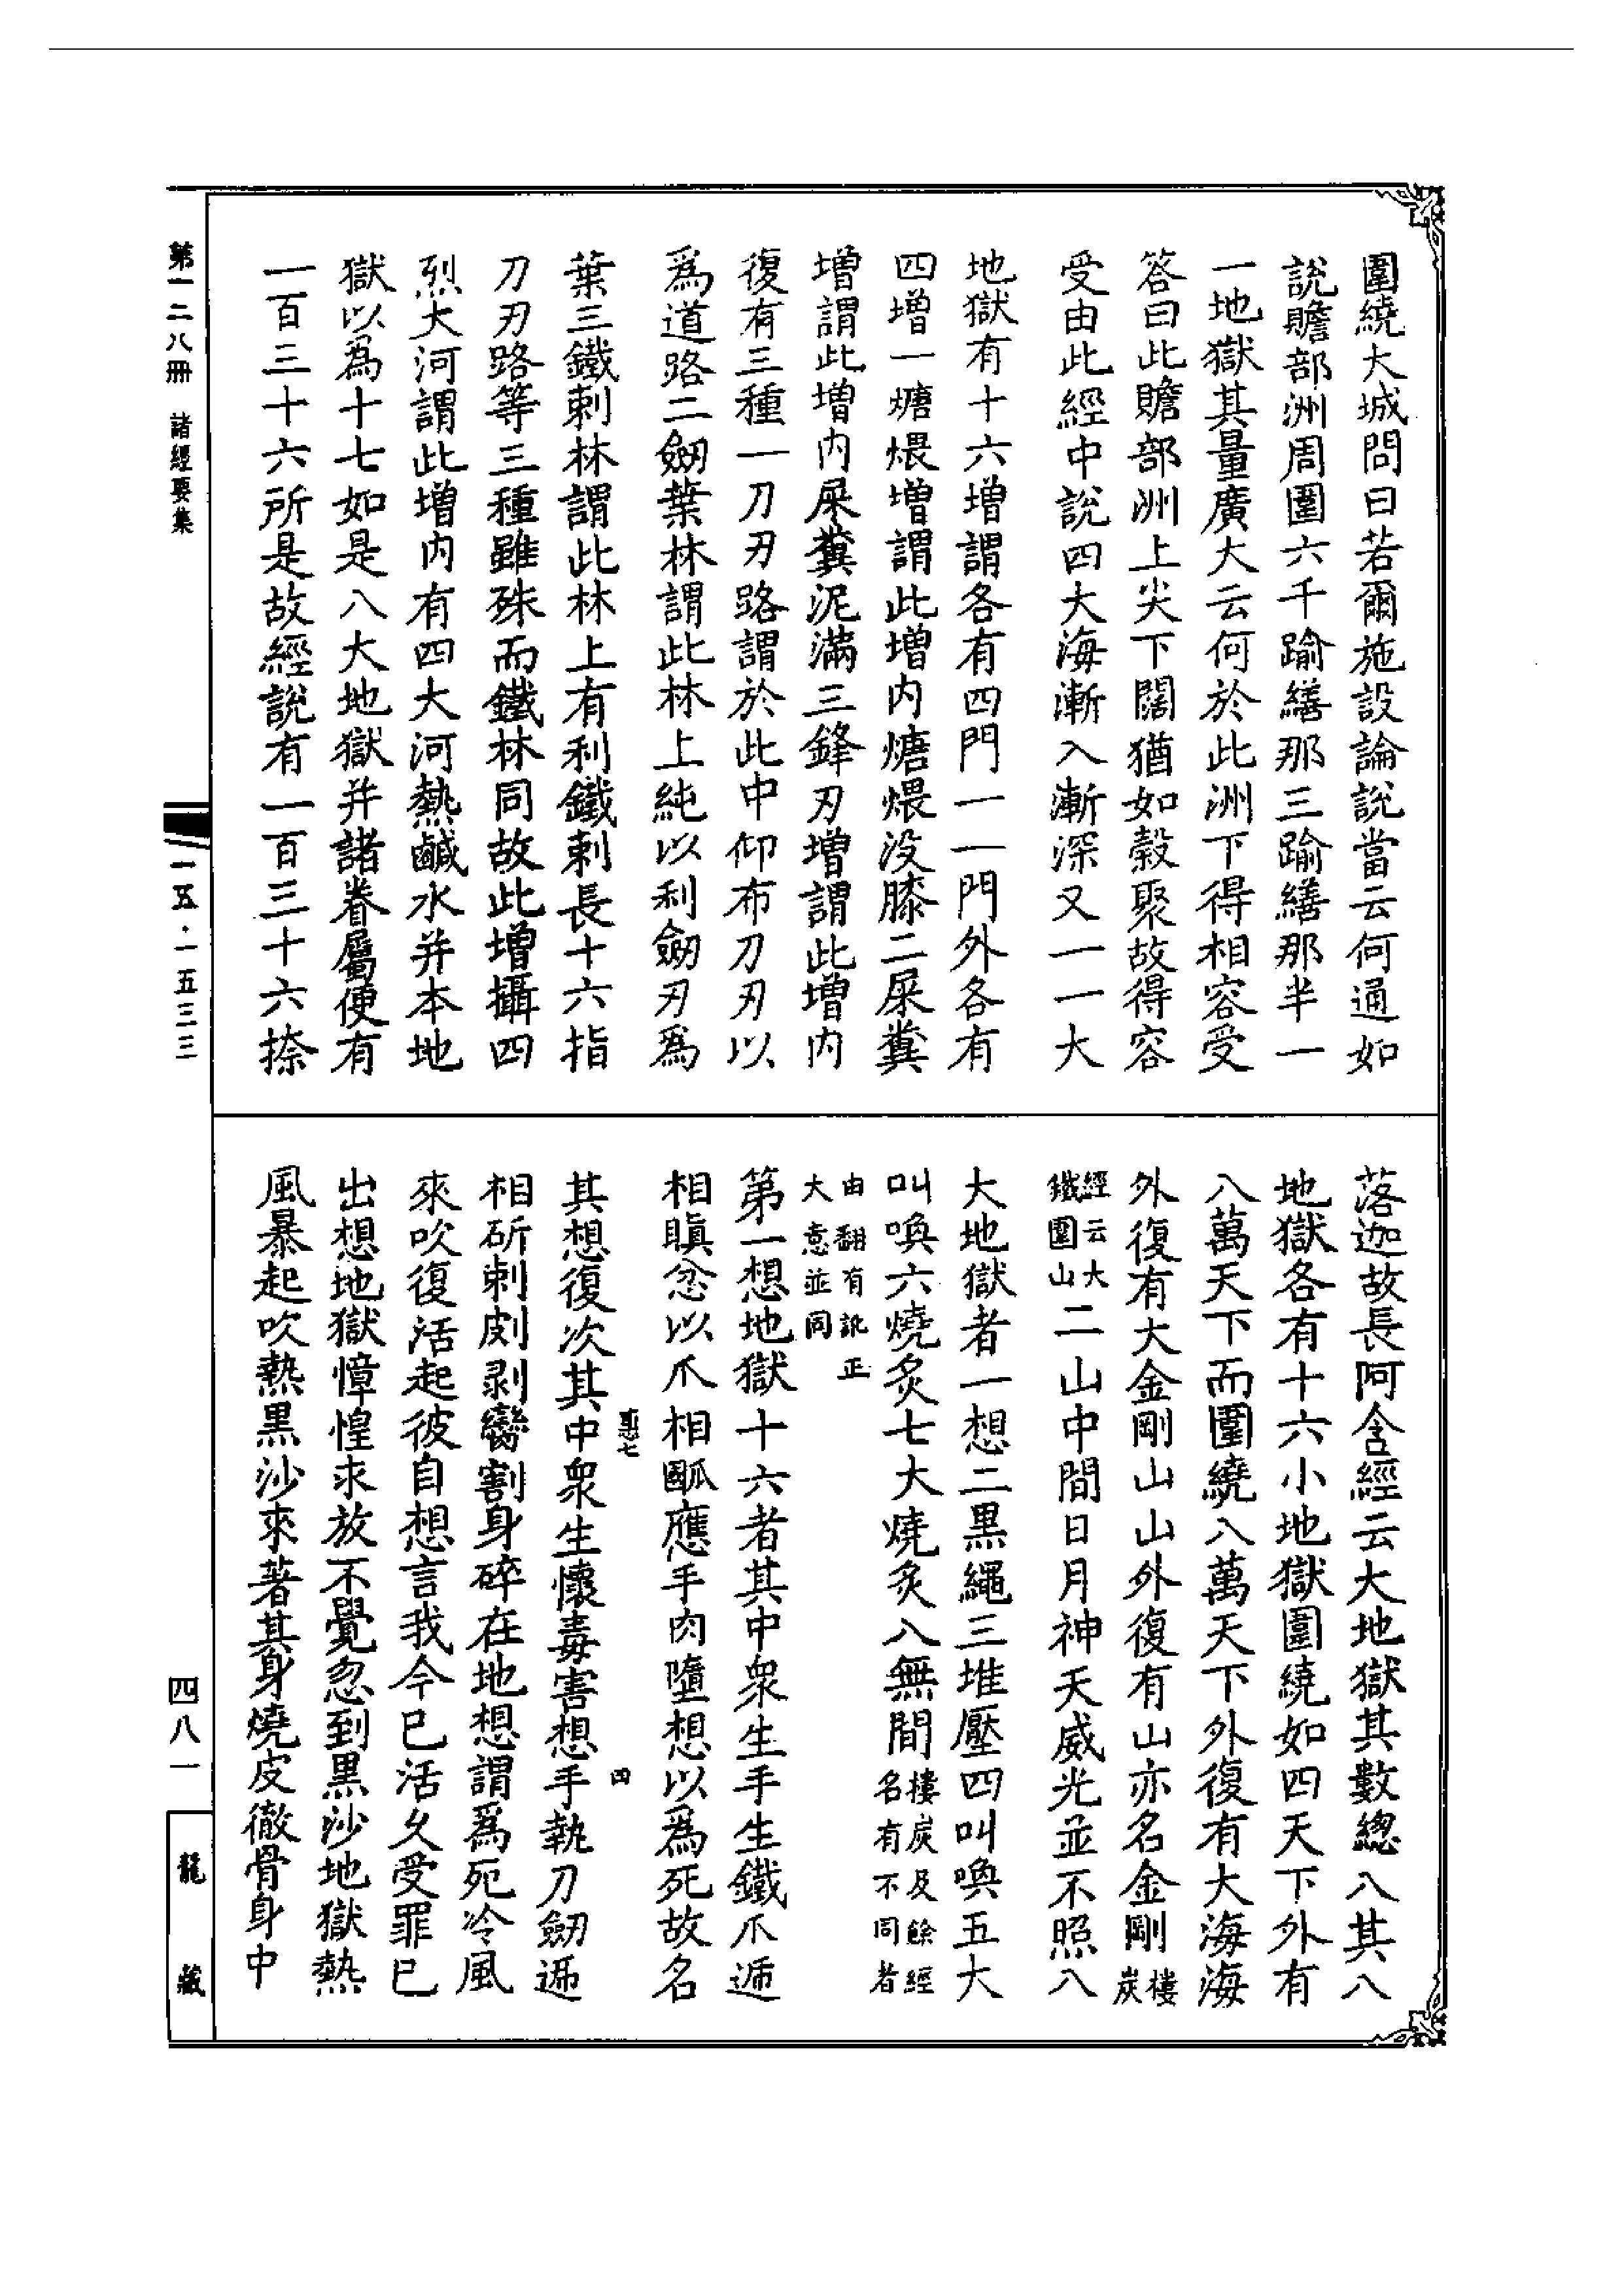 圍繞大城問曰若爾施設論說當云何通如
說贍部洲周圍六千踰繕那三踰繕那半一
一地獄其量廣大云何於此洲下得相容受
答曰此贍部洲上尖下闊猶如穀聚故得容
受由此經中說四大海漸入漸深又一一大
地獄有十六增謂各有四門一一門外各有
四增一煻煨增謂此增內煻煨沒膝二屎糞
增謂此增內屎糞泥滿三鋒刃增謂此增內
復有三種一刀刃路謂於此中仰布刀刃以
為道路二劒葉林謂此林上純以利劒刃為
葉三鐵刺林謂此林上有利鐵刺長十六指
刀刃路等三種雖殊而鐵林同故此增攝四
烈大河謂此增內有四大河熱鹹水并本地
獄以為十七如是八大地獄并諸眷屬便有
一百三十六所是故經說有一百三十六捺
落迦故長阿含經云大地獄其數總八其八
地獄各有十六小地獄圍繞如四天下外有
八萬天下而圍繞八萬天下外復有大海海
外復有大金剛山山外復有山亦名金剛樓炭
經云大鐵圍山二山中間日月神天威光並不照八
大地獄者一想二黑繩三堆壓四叫喚五大
叫喚六燒炙七大燒炙八無間樓炭及餘經名有不同者
由翻有訛正大意並同
第一想地獄十六者其中眾生手生鐵爪遞
相瞋忿以爪相䤋應手肉墮想以為死故名
其想復次其中眾生懷毒害想手執刀劒遞
相斫刺剫剥臠割身碎在地想謂為死冷風
來吹復活起彼自想言我今已活久受罪已
出想地獄慞惶求放不覺忽到黑沙地獄熱
風暴起吹熱黑沙來著其身燒皮徹骨身中
四
第一二八冊 諸經要集
一五·一五三三
四八一
龍藏